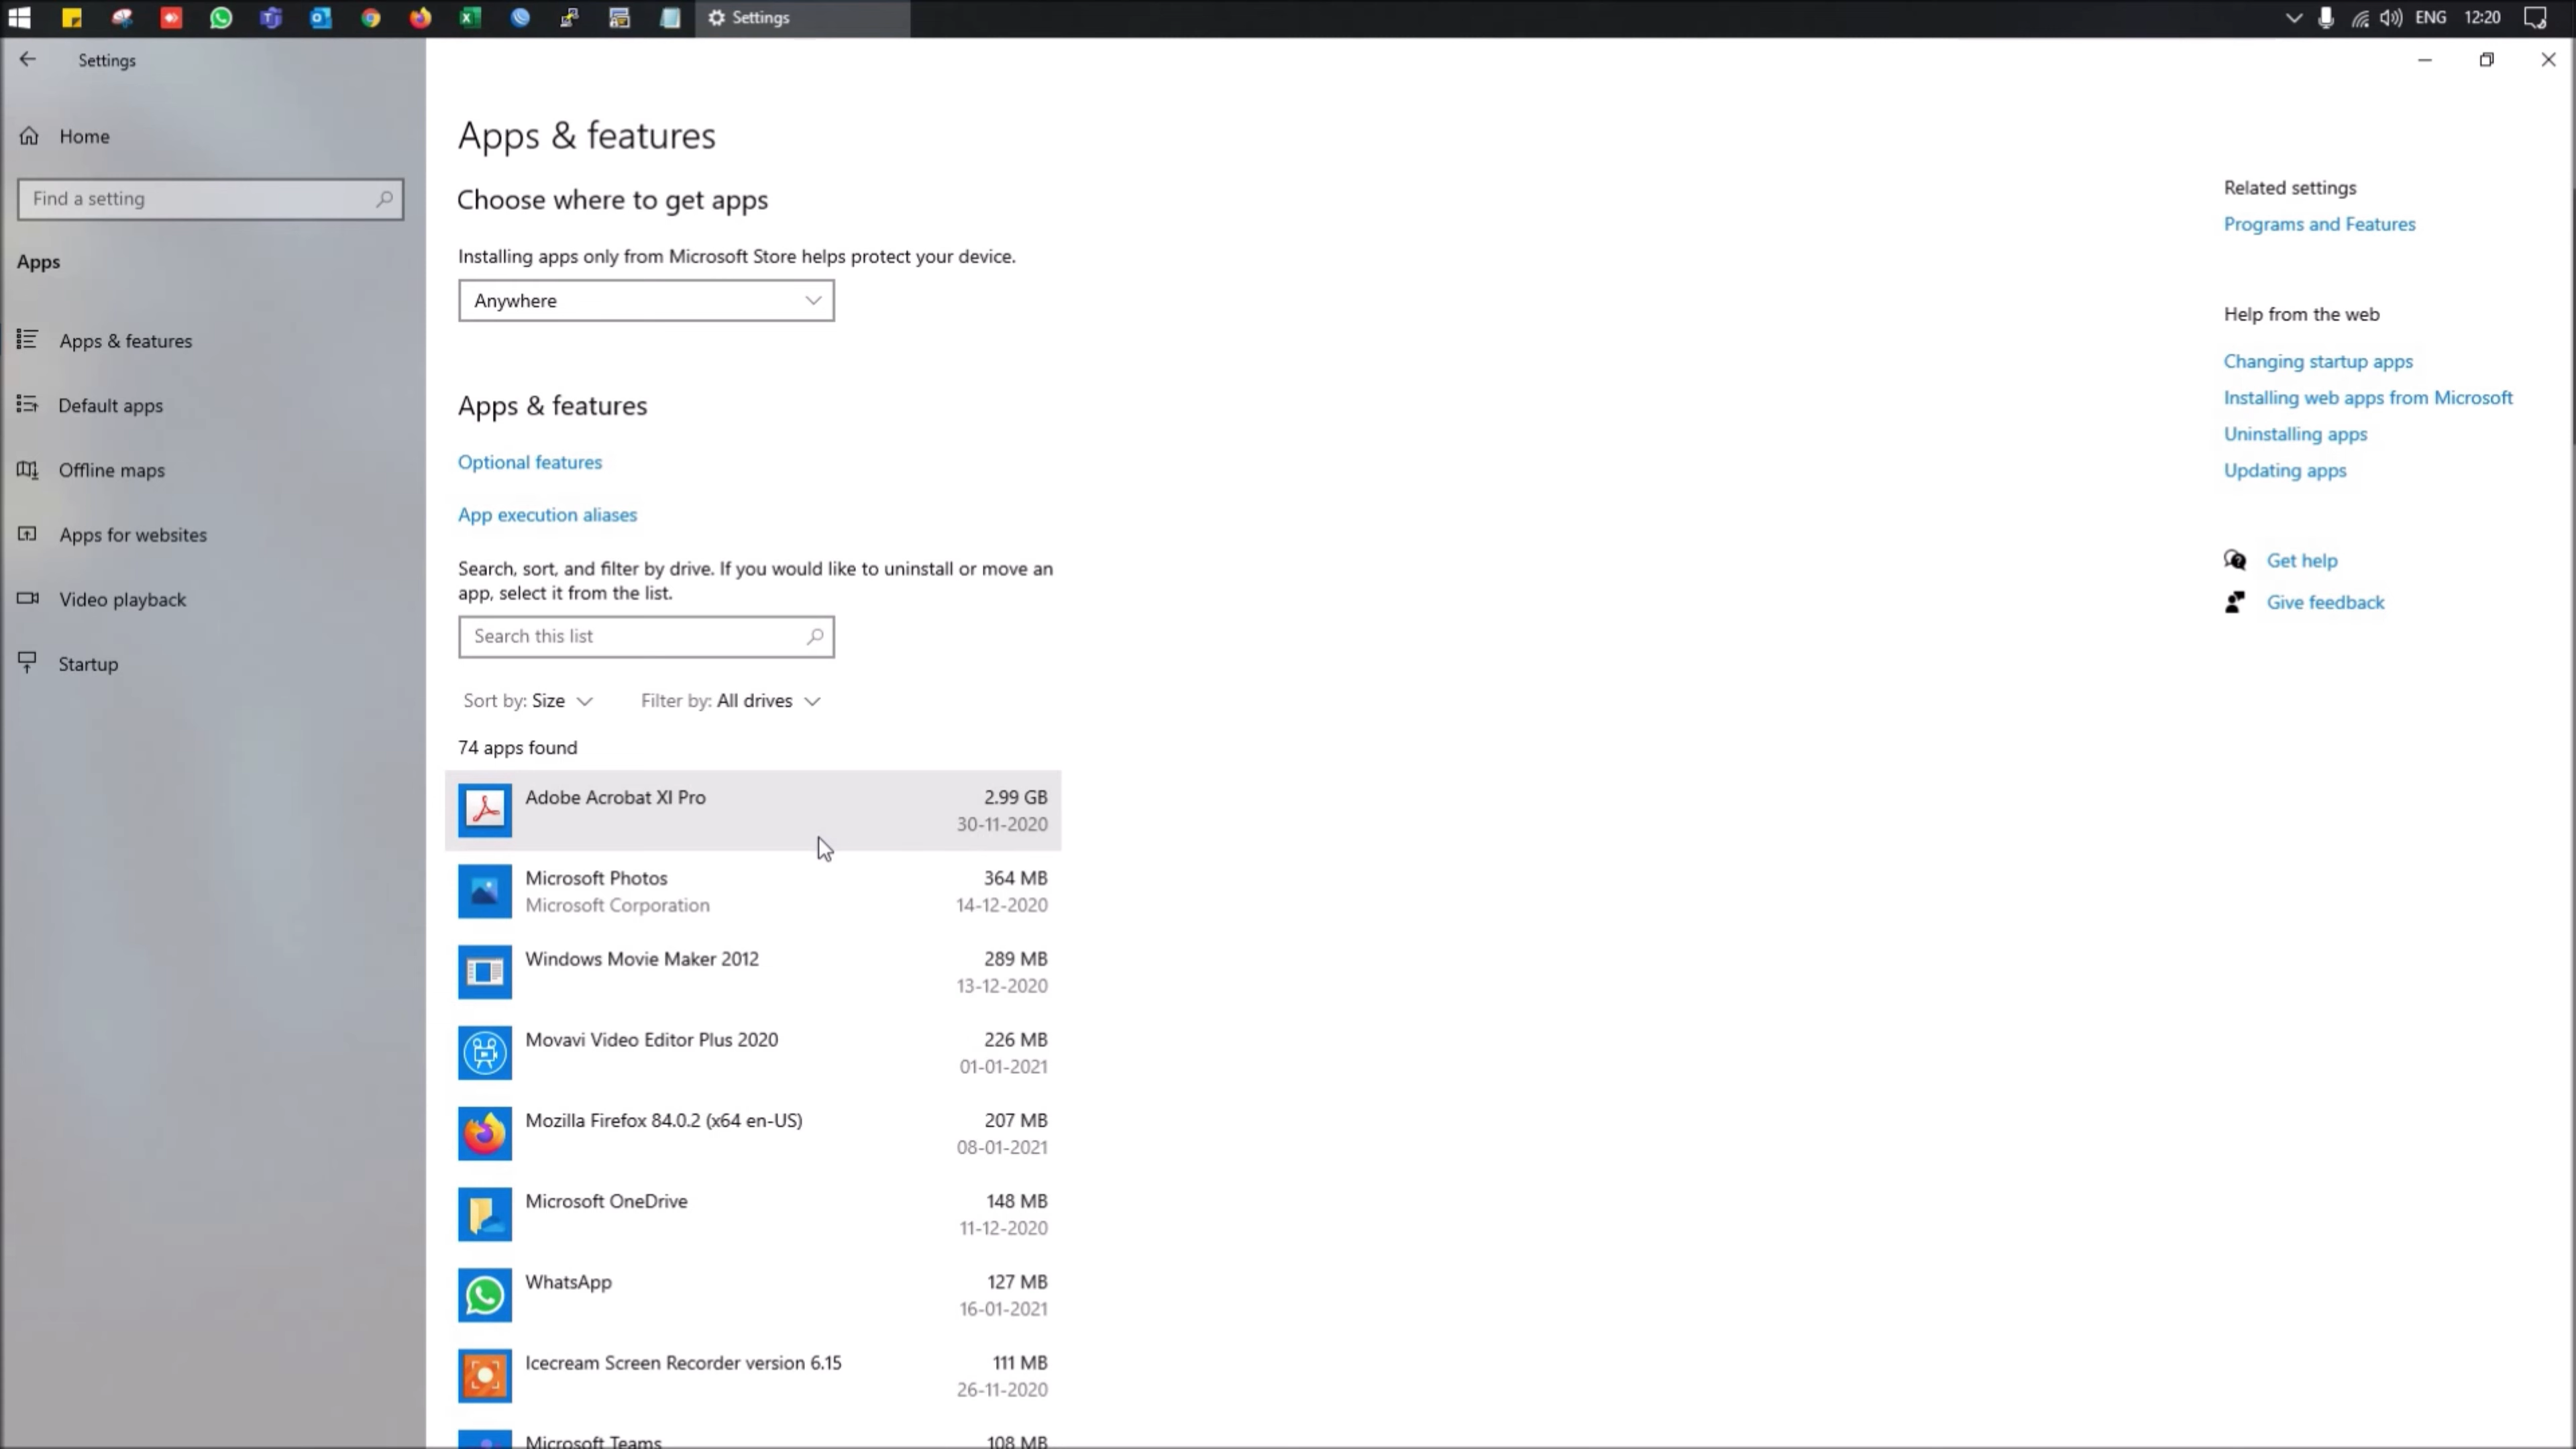 Settings
ENG 12:20
Settings
Home
Find a setting
Apps
Apps & features
Default apps
Offline maps
Apps for websites
Video playback
Startup
Apps & features
Choose where to get apps
Installing apps only from Microsoft Store helps protect your device.
Anywhere
Apps & features
Optional features
App execution aliases
Search, sort, and filter by drive. If you would like to uninstall or move an
app, select it from the list.
Search this list
Sort by: Size Filter by: All drives
74 apps found
Adobe Acrobat XI Pro 2.99 GB
30-11-2020
Microsoft Photos 364 MB
Microsoft Corporation 14-12-2020
Windows Movie Maker 2012 289 MB
13-12-2020
Movavi Video Editor Plus 2020 226 MB
01-01-2021
Mozilla Firefox 84.0.2 (x64 en-US) 207 MB
08-01-2021
Microsoft OneDrive 148 MB
11-12-2020
WhatsApp 127 MB
16-01-2021
Icecream Screen Recorder version 6.15 111 MB
26-11-2020
Microsoft Teams 108 MB
Related settings
Programs and Features
Help from the web
Changing startup apps
Installing web apps from Microsoft
Uninstalling apps
Updating apps
Get help
Give feedback